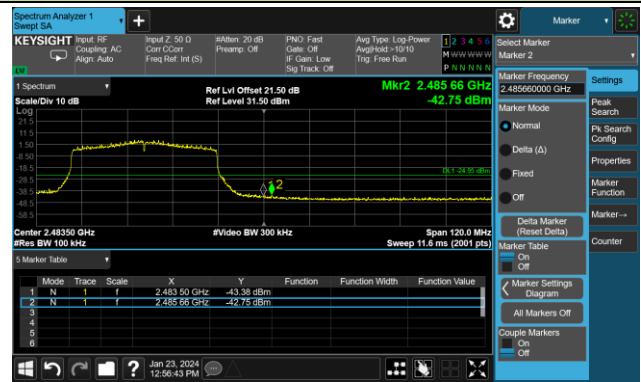 Spectrum Analyzer 1
Swept SA
+
Marker
KEYSIGHT
Input: RF
Coupling: AC
Align: Auto
Input Z: 50 Ω
Corr CCorr
Freq Ref: Int (S)
#Atten: 20 dB
Preamp: Off
PNO: Fast
Gate: Off
IF Gain: Low
Sig Track: Off
Avg Type: Log-Power
Avg|Hold:>10/10
Trig: Free Run
1 2 3 4 5 6
M W W W W W
P N N N N N
Select Marker
Marker 2
LW
1 Spectrum
Scale/Div 10 dB
Log
Ref Lvl Offset 21.50 dB
Ref Level 31.50 dBm
Mkr2 2.485 66 GHz
-42.75 dBm
21.5
11.5
1.50
-8.50
-18.5
-28.5
-38.5
-48.5
-58.5
DL1 -24.95 dBm
1
2
Center 2.48350 GHz
#Res BW 100 kHz
#Video BW 300 kHz
Span 120.0 MHz
Sweep 11.6 ms (2001 pts)
5 Marker Table
Mode Trace Scale X Y Function Function Width Function Value
1 N 1 f 2.483 50 GHz -43.38 dBm
2 N 1 f 2.485 66 GHz -42.75 dBm
3
4
5
6
Marker Frequency
2.485660000 GHz
Marker Mode
Normal
Delta (Δ)
Fixed
Off
Delta Marker
(Reset Delta)
Marker Table
On
Off
Marker Settings
Diagram
All Markers Off
Couple Markers
On
Off
Settings
Peak
Search
Pk Search
Config
Properties
Marker
Function
Marker→
Counter
?
Jan 23, 2024
12:56:43 PM